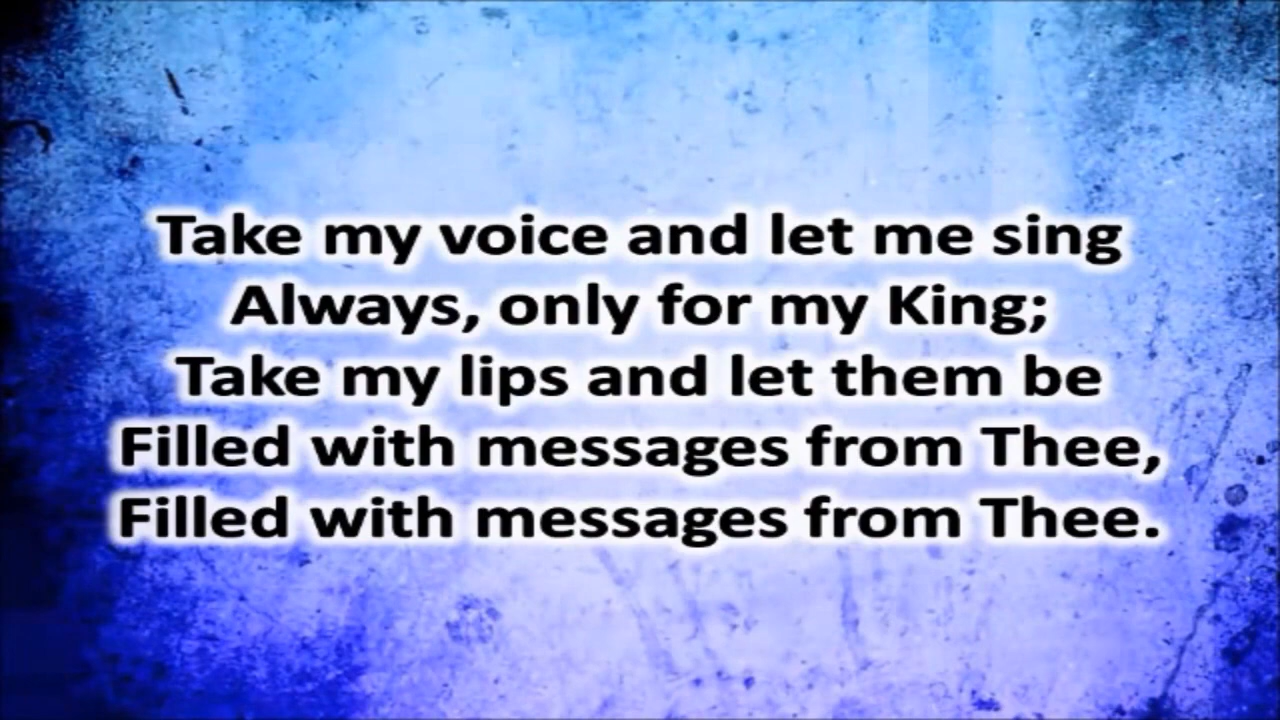 Take my voice and let me sing
Always, only for my King;
Take my lips and let them be
Filled with messages from Thee,
Filled with messages from Thee.